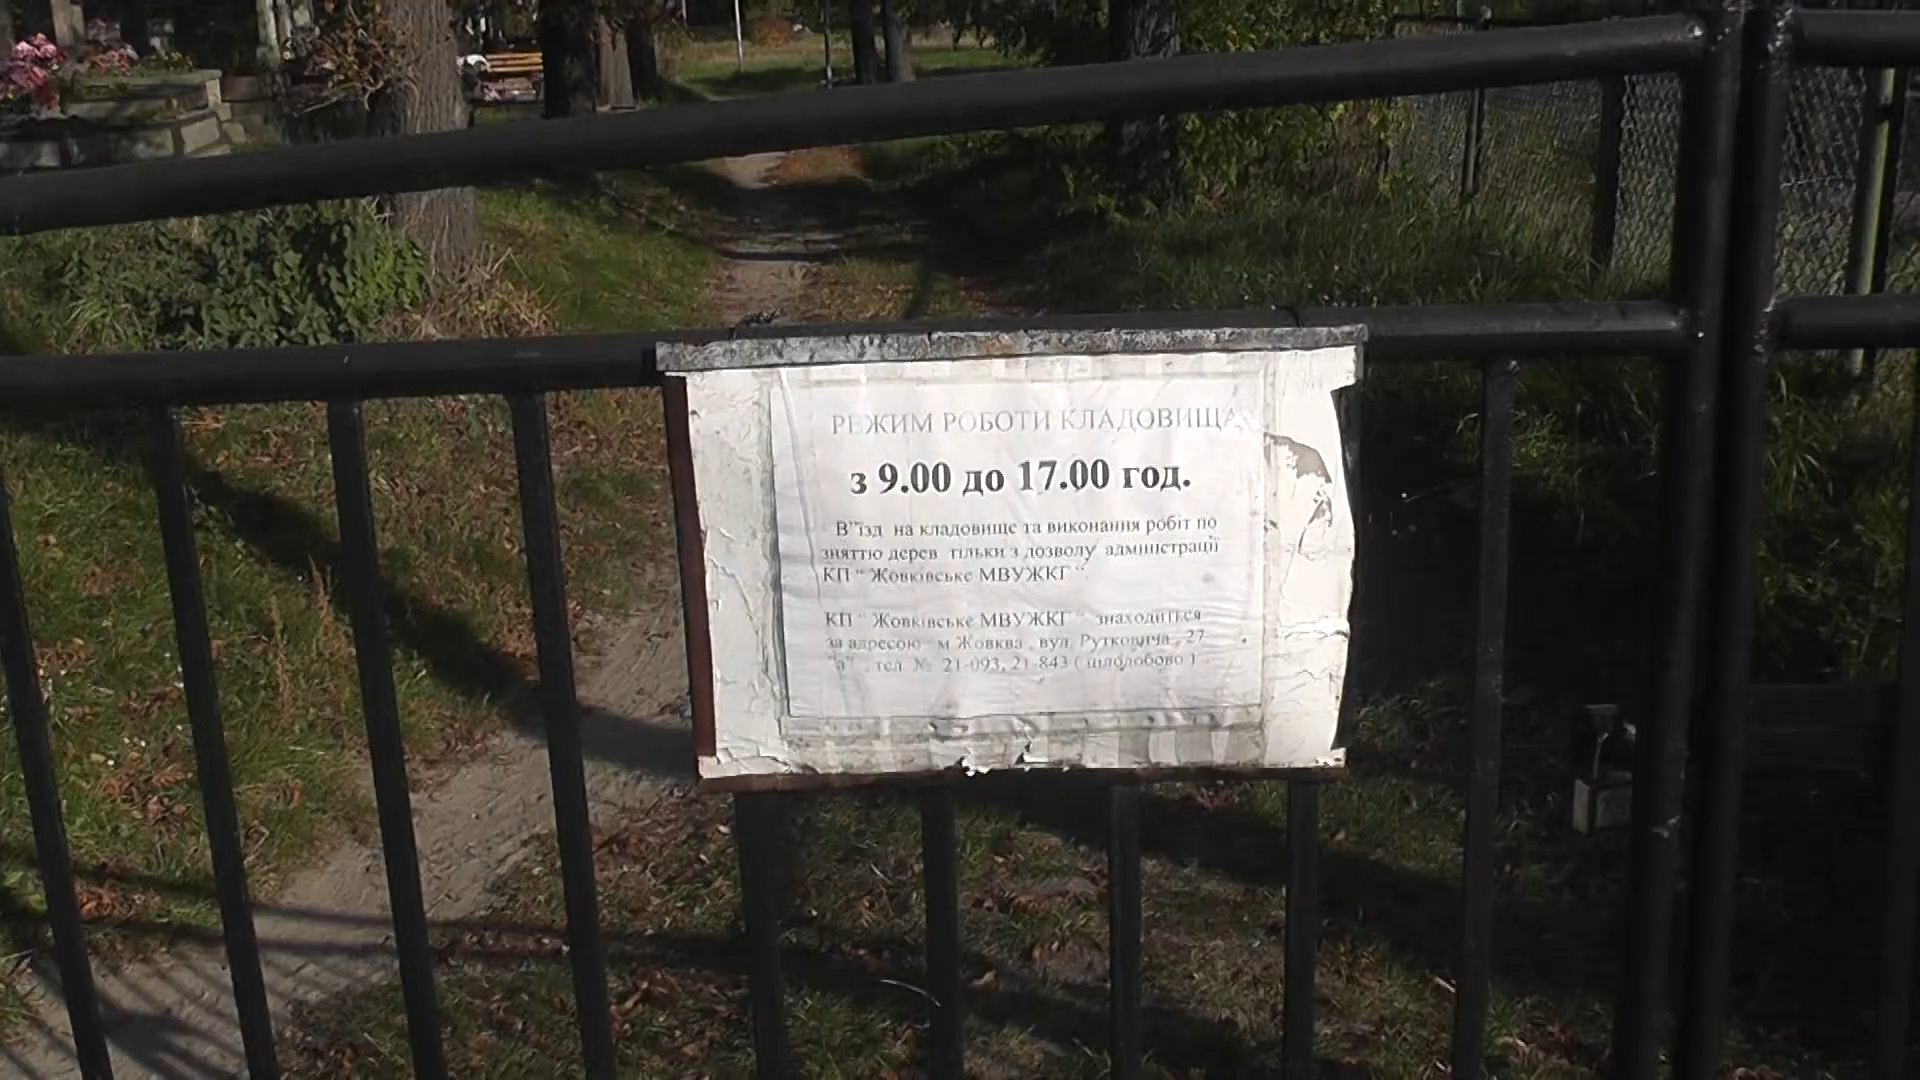 РЕЖИМ РОБОТИ КЛАДОВИЩА
з 9.00 до 17.00 год.
В"їзд на кладовище та виконання робіт по
зняттю дерев тільки з дозволу адміністрації
КП " Жовківське МВУЖКГ "
КП " Жовківське МВУЖКГ " знаходиться
за адресою м Жовква , вул. Рутковича , 27
"а" , тел. № 21-093, 21 843 ( цілодобово )